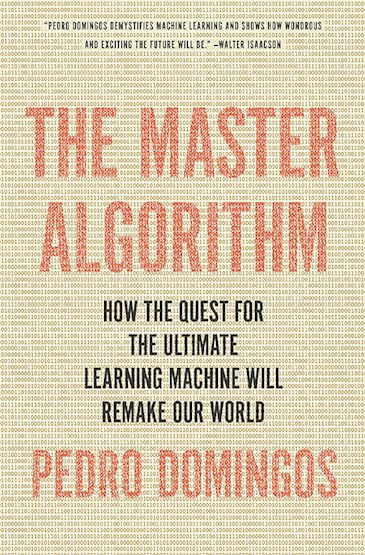 "PEDRO DOMINGOS DEMYSTIFIES MACHINE LEARNING AND SHOWS HOW WONDROUS
AND EXCITING THE FUTURE WILL BE." –WALTER ISAACSON
THE MASTER
ALGORITHM
HOW THE QUEST FOR
THE ULTIMATE
LEARNING MACHINE WILL
REMAKE OUR WORLD
PEDRO DOMINGOS